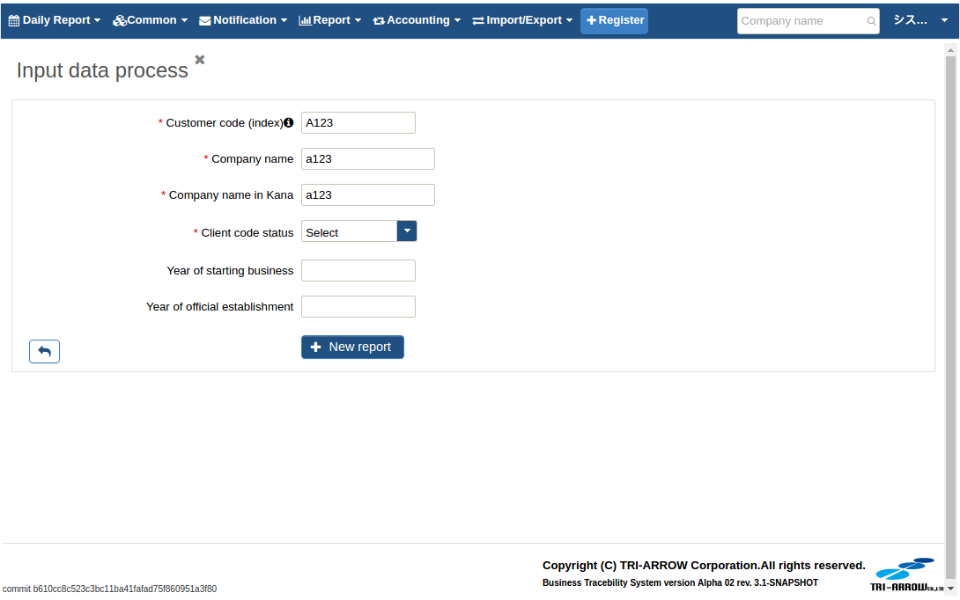 Daily Report Common Notification Report Accounting Import/Export Register Company name シス...
Input data process
* Customer code (index) A123
* Company name a123
* Company name in Kana a123
* Client code status Select
Year of starting business
Year of official establishment
New report
Copyright (C) TRI-ARROW Corporation.All rights reserved.
Business Tracebility System version Alpha 02 rev. 3.1-SNAPSHOT
TRI-ARROW CO.,LTD
commit b610cc8c523c3bc11ba41fafad75f860951a3f80